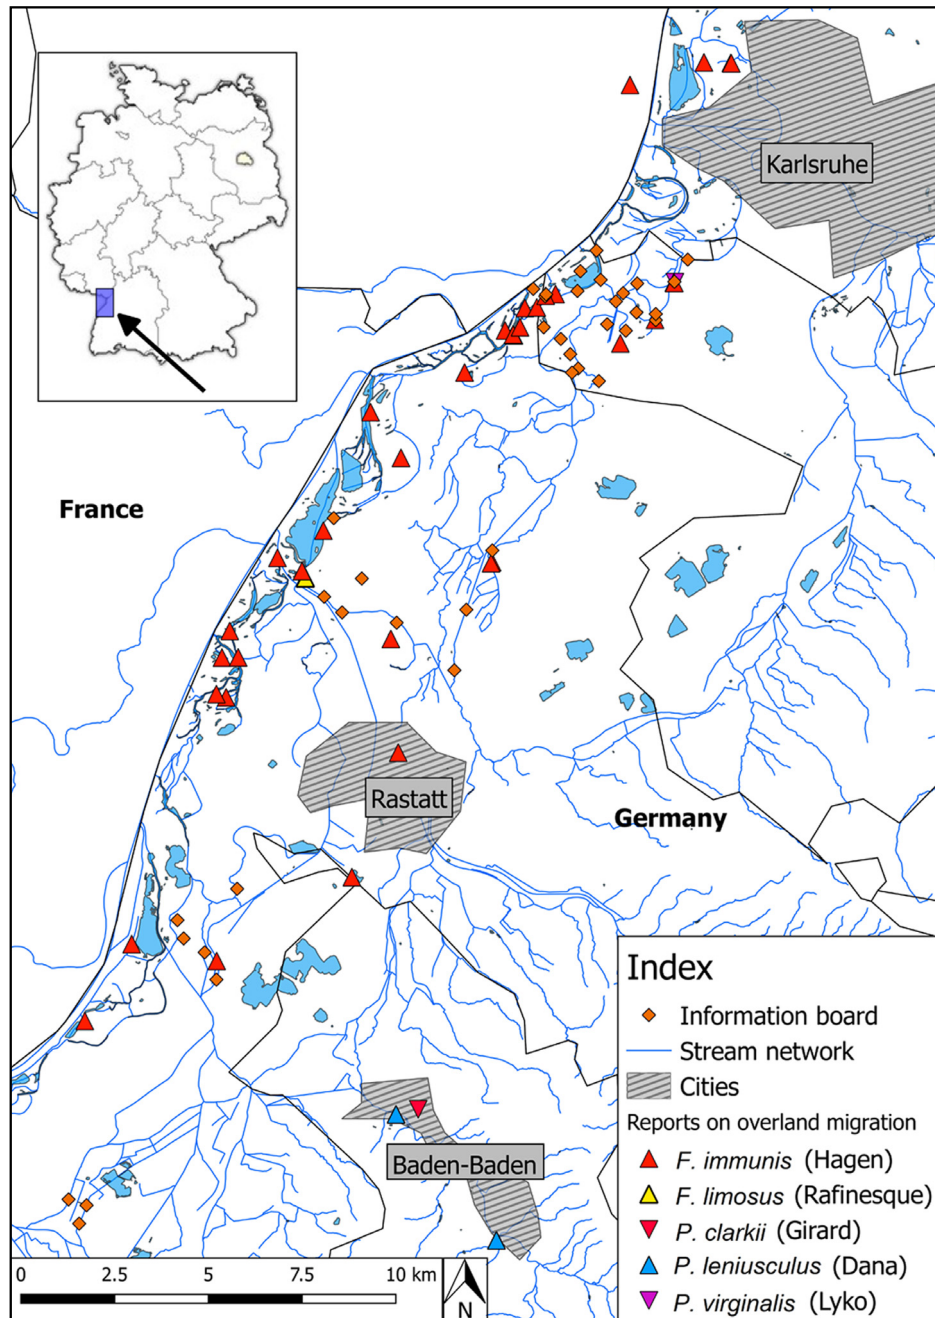 Karlsruhe
France
Rastatt
Germany
Baden-Baden
Index
Information board
Stream network
Cities
Reports on overland migration
F. immunis (Hagen)
F. limosus (Rafinesque)
P. clarkii (Girard)
P. leniusculus (Dana)
P. virginalis (Lyko)
0 2.5 5 7.5 10 km
N